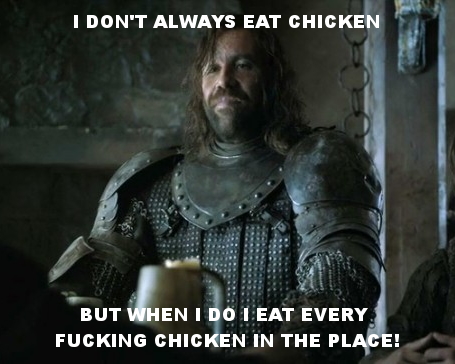 I DON'T ALWAYS EAT CHICKEN
BUT WHEN I DO I EAT EVERY
FUCKING CHICKEN IN THE PLACE!